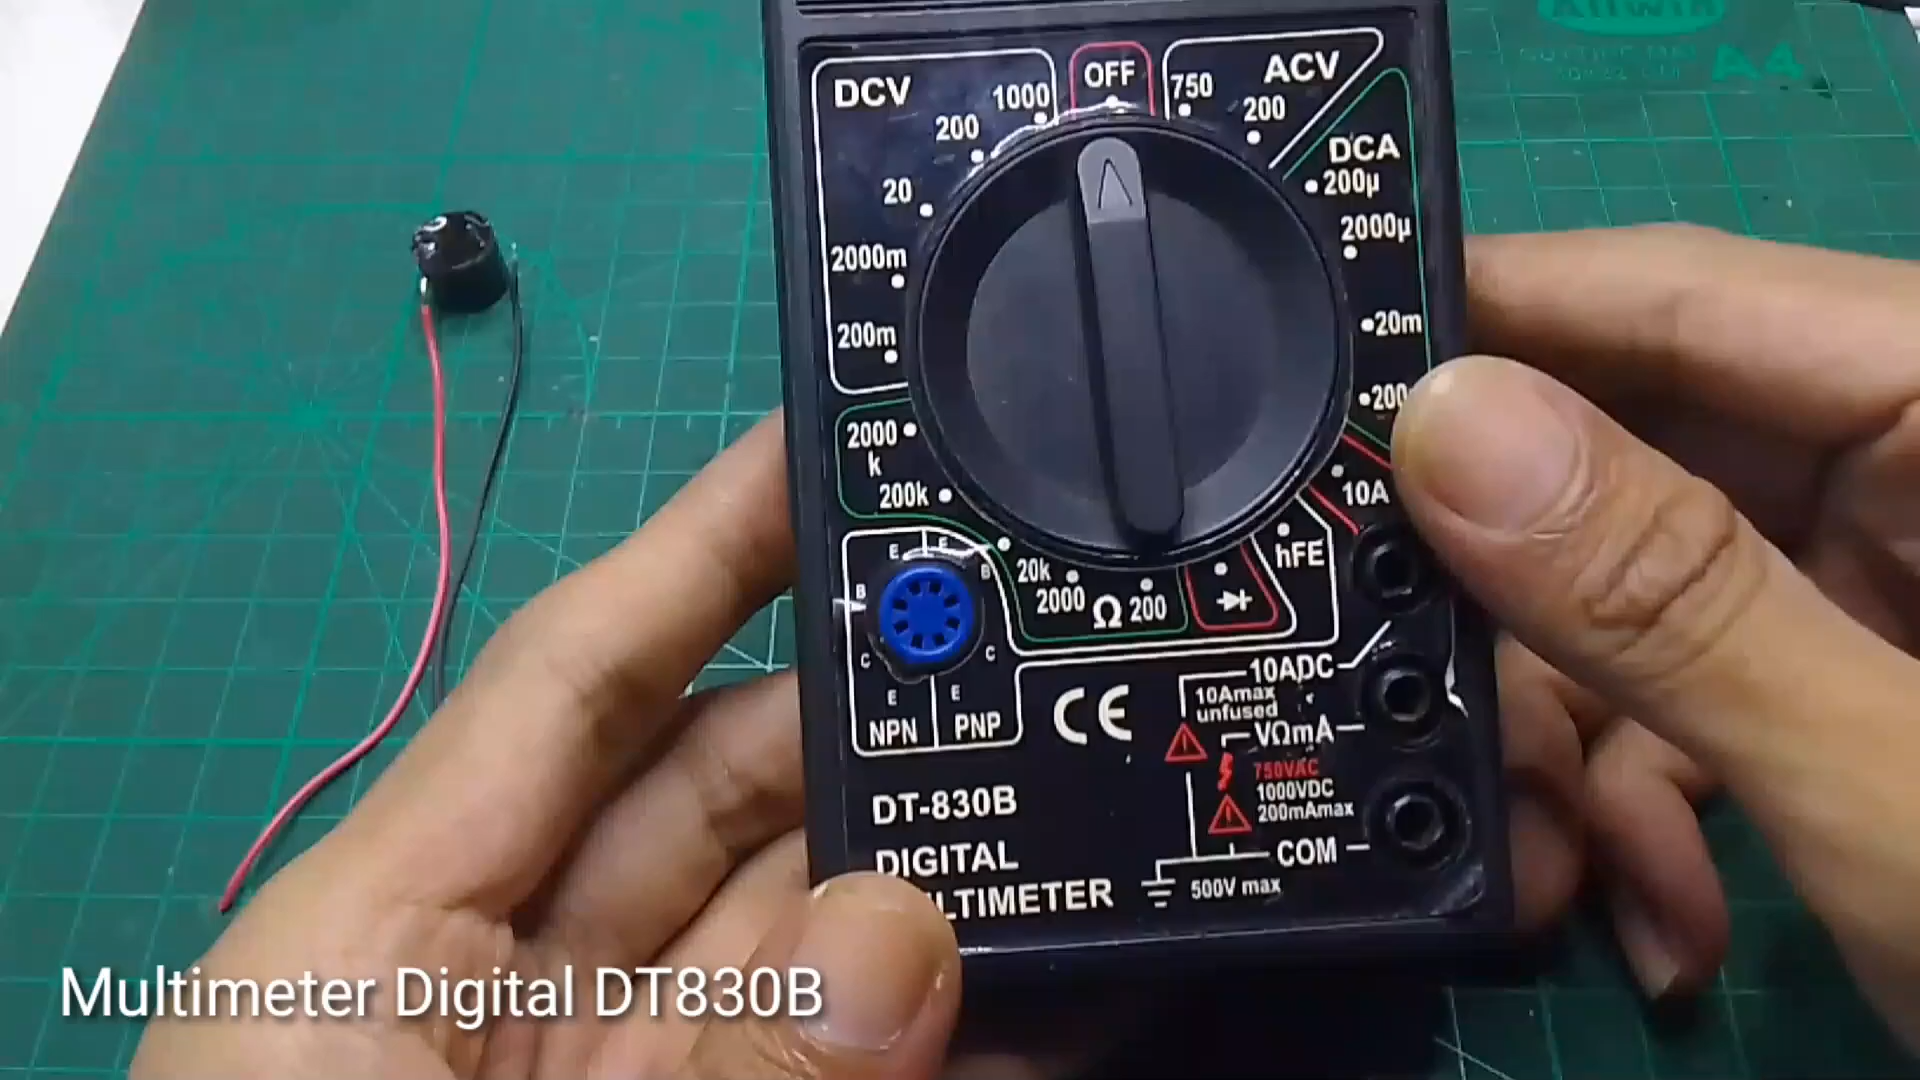 Allwin
A4
DCV
OFF
ACV
1000
750
200
200
DCA
20
200µ
2000µ
2000m
20m
200m
200
2000
k
200k
10A
hFE
20k
2000
Ω
200
E
E
B
B
C
C
E
E
NPN
PNP
CE
10ADC
10Amax
unfused
VΩmA
750VAC
1000VDC
200mAmax
COM
500V max
DT-830B
DIGITAL
LTIMETER
Multimeter Digital DT830B